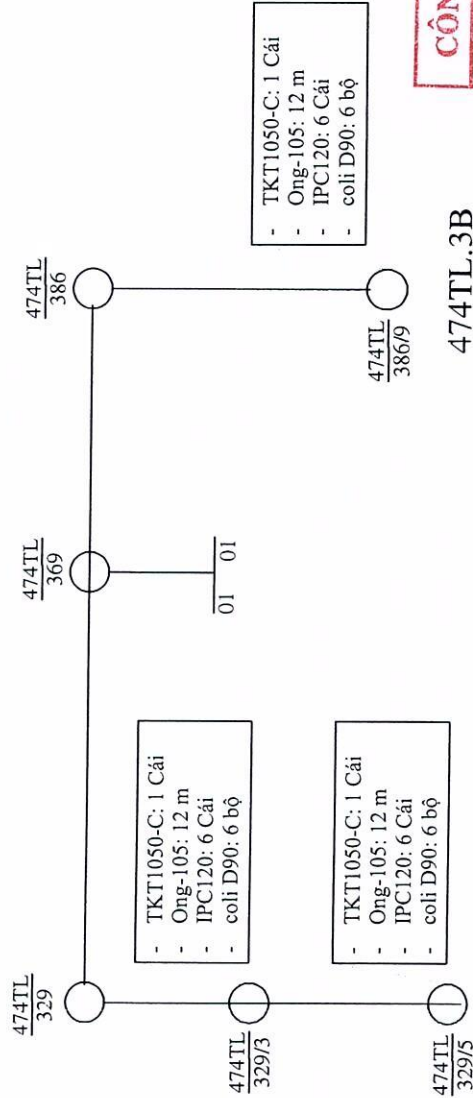 474TL
329
474TL
369
474TL
386
- TKT1050-C: 1 Cái
- Ong-105: 12 m
- IPC120: 6 Cái
- coli D90: 6 bộ
- TKT1050-C: 1 Cái
- Ong-105: 12 m
- IPC120: 6 Cái
- coli D90: 6 bộ
01 01
474TL
329/3
- TKT1050-C: 1 Cái
- Ong-105: 12 m
- IPC120: 6 Cái
- coli D90: 6 bộ
474TL
386/9
474TL
329/5
474TL.3B
CÔN